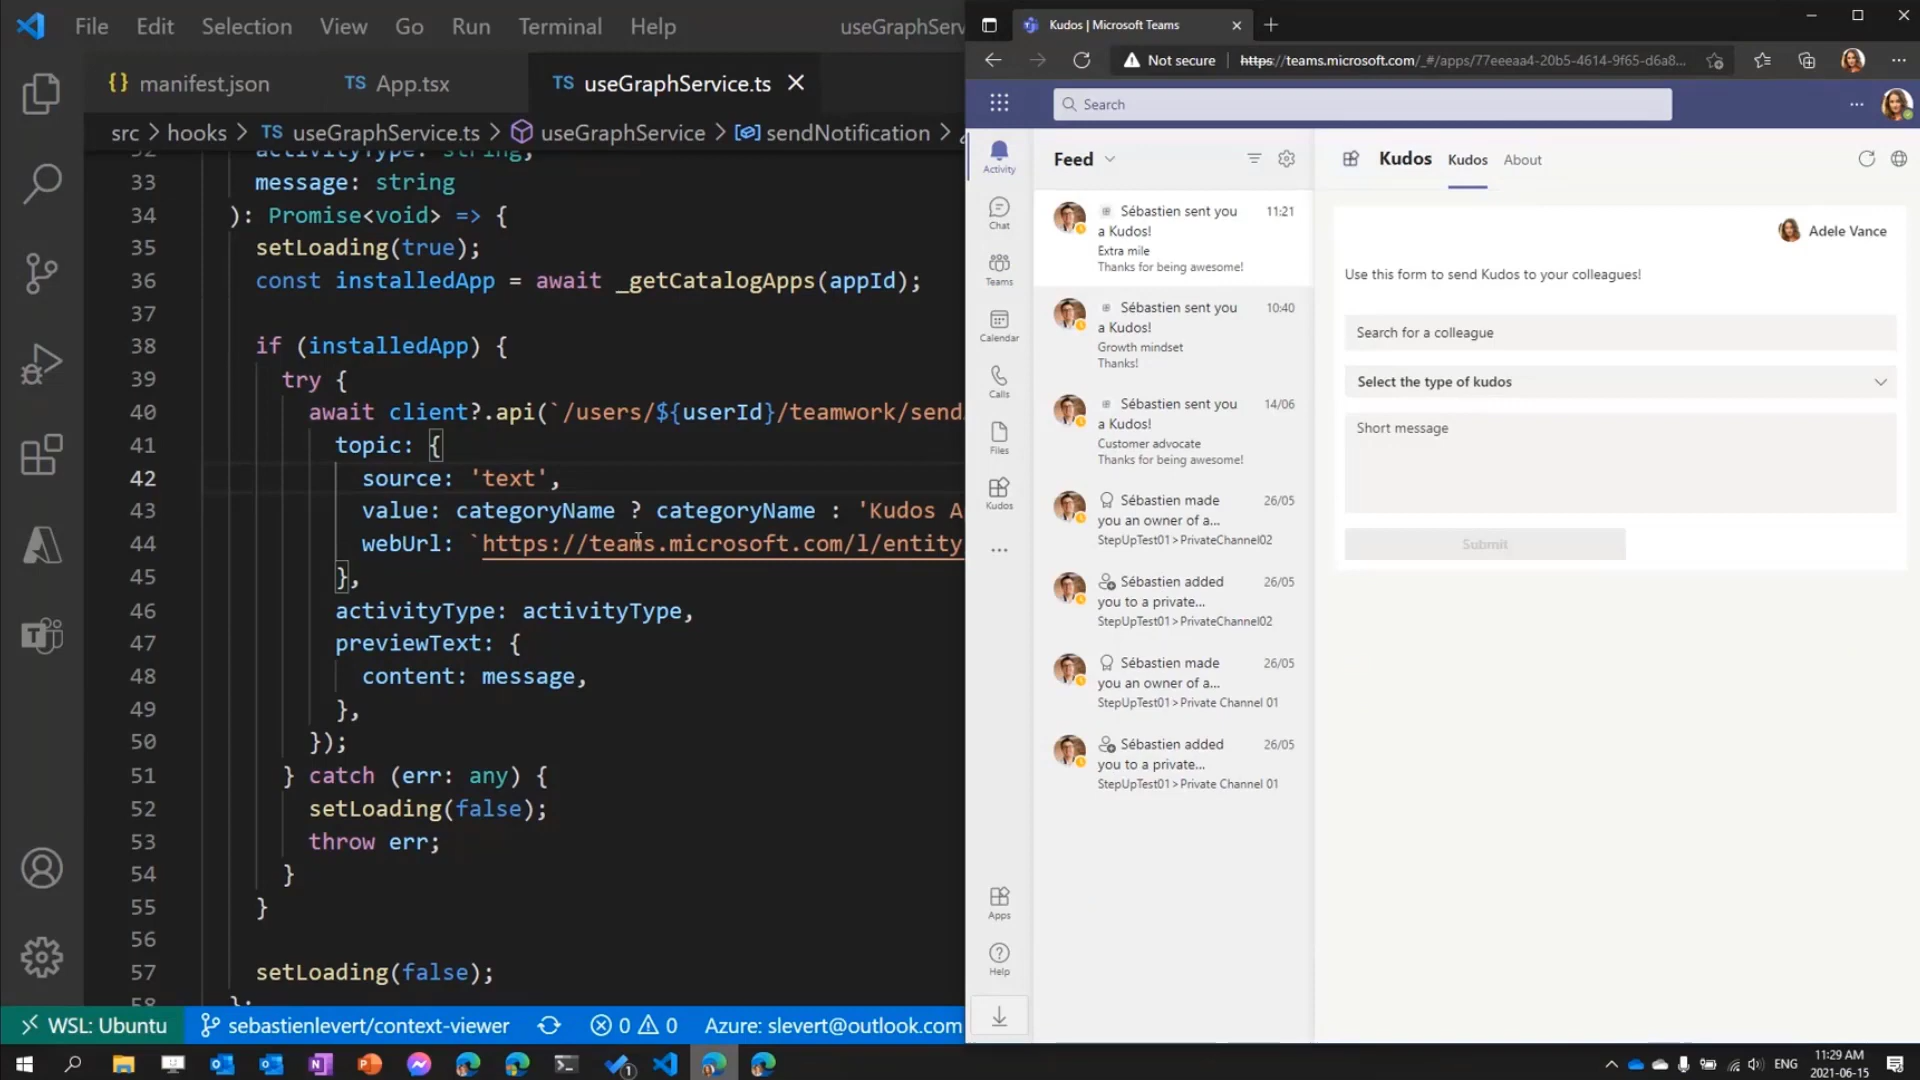 File Edit Selection View Go Run Terminal Help useGraphServ
manifest.json
TS App.tsx
TS useGraphService.ts
src > hooks > TS useGraphService.ts > useGraphService > sendNotification >
32 activityType: string,
33 message: string
34 ): Promise<void> => {
35 setLoading(true);
36 const installedApp = await _getCatalogApps(appId);
37
38 if (installedApp) {
39 try {
40 await client?.api(`/users/${userId}/teamwork/send
41 topic: {
42 source: 'text',
43 value: categoryName ? categoryName : 'Kudos A
44 webUrl: `https://teams.microsoft.com/l/entity
45 },
46 activityType: activityType,
47 previewText: {
48 content: message,
49 },
50 });
51 } catch (err: any) {
52 setLoading(false);
53 throw err;
54 }
55 }
56
57 setLoading(false);
58 };
WSL: Ubuntu sebastienlevert/context-viewer 0 0 Azure: slevert@outlook.com
Kudos | Microsoft Teams
Not secure https://teams.microsoft.com/_#/apps/77eeeaa4-20b5-4614-9f65-d6a8...
Search
Activity
Chat
Teams
Calendar
Calls
Files
Kudos
Apps
Help
Feed
Sébastien sent you 11:21
a Kudos!
Extra mile
Thanks for being awesome!
Sébastien sent you 10:40
a Kudos!
Growth mindset
Thanks!
Sébastien sent you 14/06
a Kudos!
Customer advocate
Thanks for being awesome!
Sébastien made 26/05
you an owner of a...
StepUpTest01 > PrivateChannel02
Sébastien added 26/05
you to a private...
StepUpTest01 > PrivateChannel02
Sébastien made 26/05
you an owner of a...
StepUpTest01 > Private Channel 01
Sébastien added 26/05
you to a private...
StepUpTest01 > Private Channel 01
Kudos Kudos About
Adele Vance
Use this form to send Kudos to your colleagues!
Search for a colleague
Select the type of kudos
Short message
Submit
ENG
11:29 AM
2021-06-15